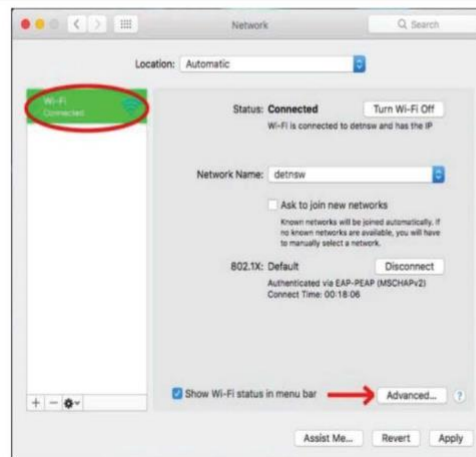 Network
Search
Location: Automatic
Wi-Fi
Connected
Status: Connected
Turn Wi-Fi Off
Wi-Fi is connected to detnsw and has the IP
Network Name: detnsw
Ask to join new networks
Known networks will be joined automatically. If
no known networks are available, you will have
to manually select a network.
802.1X: Default
Disconnect
Authenticated via EAP-PEAP (MSCHAPv2)
Connect Time: 00:18:06
Show Wi-Fi status in menu bar
Advanced...
?
Assist Me...
Revert
Apply